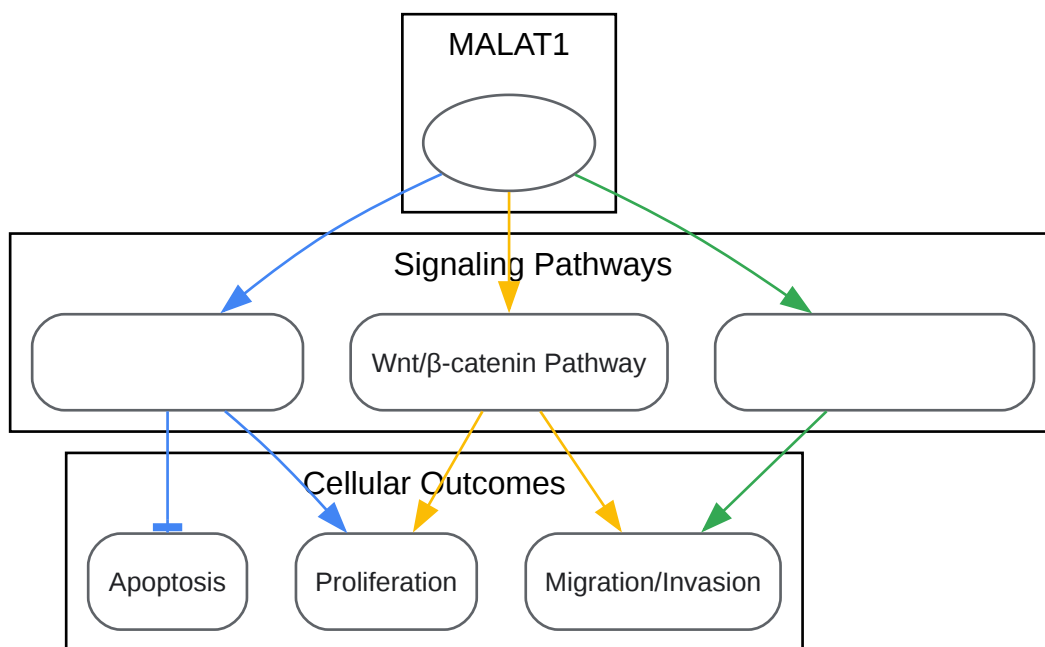 MALAT1
Signaling Pathways
Wnt/β-catenin Pathway
Cellular Outcomes
Apoptosis
Proliferation
Migration/Invasion